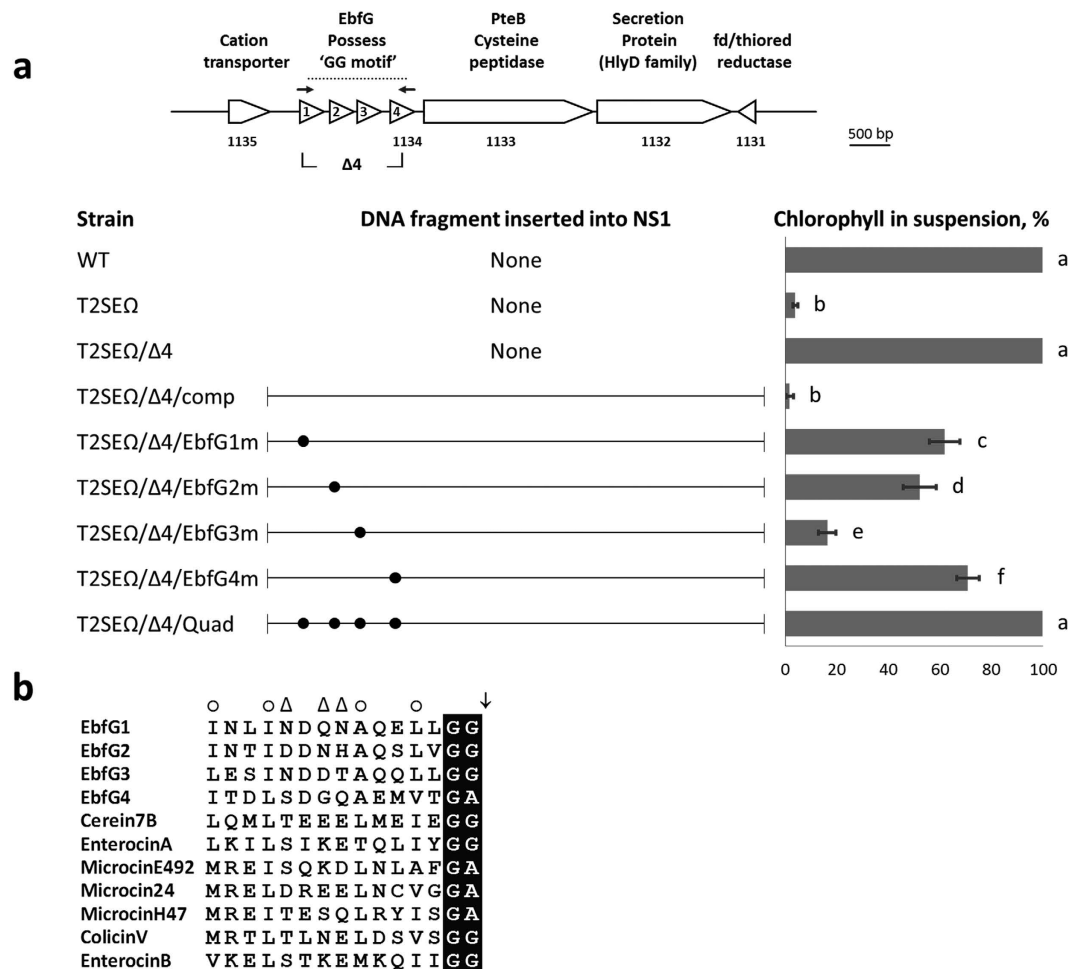 a
Cation
transporter
EbfG
Possess
‘GG motif’
PteB
Cysteine
peptidase
Secretion
Protein
(HlyD family)
fd/thiored
reductase
1 2 3 4
1135 1134 1133 1132 1131
500 bp
Δ4
Strain DNA fragment inserted into NS1 Chlorophyll in suspension, %
WT None a
T2SEΩ None b
T2SEΩ/Δ4 None a
T2SEΩ/Δ4/comp b
T2SEΩ/Δ4/EbfG1m c
T2SEΩ/Δ4/EbfG2m d
T2SEΩ/Δ4/EbfG3m e
T2SEΩ/Δ4/EbfG4m f
T2SEΩ/Δ4/Quad a
0 20 40 60 80 100
b
EbfG1 INLINDQNAQELLGG
EbfG2 INTIDDNHAQSLVGG
EbfG3 LESINDDTAQQLLGG
EbfG4 ITDLSDGQAEMVTGA
Cerein7B LQMLTEEELMEIEGG
EnterocinA LKILSIKETQLIYGG
MicrocinE492 MREISQKDLNLAFGA
Microcin24 MRELDREELNCVGGA
MicrocinH47 MREITESQLRYISGA
ColicinV MRTLTLNELDSVSGG
EnterocinB VKELSTKEMKQIIGG